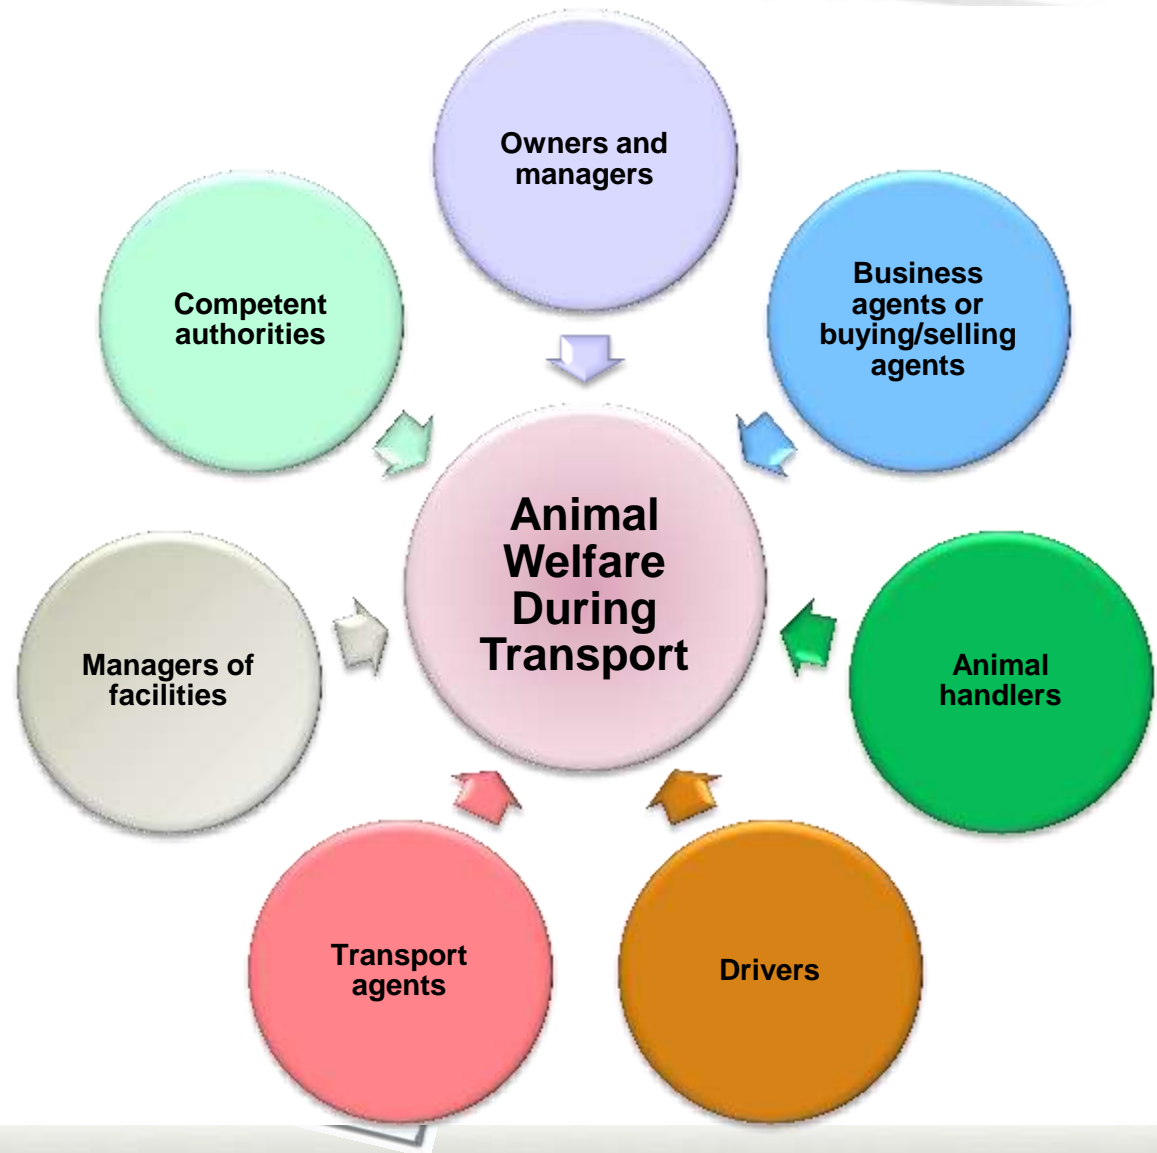 Owners and
managers
Business
agents or
buying/selling
agents
Competent
authorities
Animal
Welfare
During
Transport
Animal
handlers
Managers of
facilities
Drivers
Transport
agents